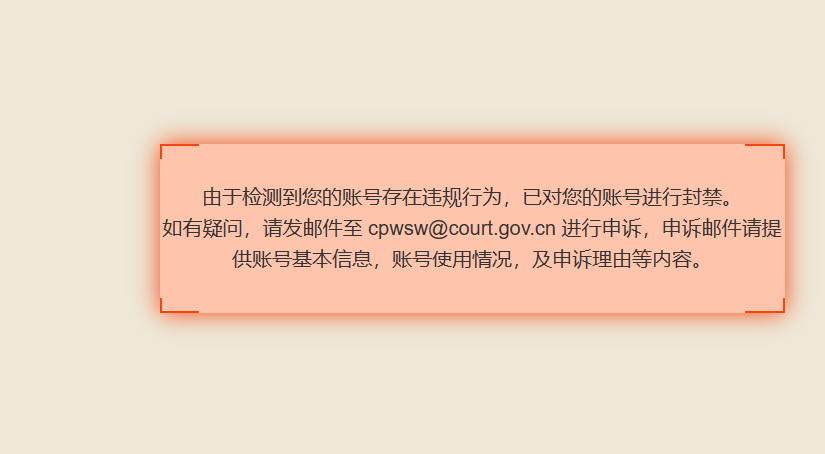 由于检测到您的账号存在违规行为，已对您的账号进行封禁。
如有疑问，请发邮件至 cpwsw@court.gov.cn 进行申诉，申诉邮件请提
供账号基本信息，账号使用情况，及申诉理由等内容。